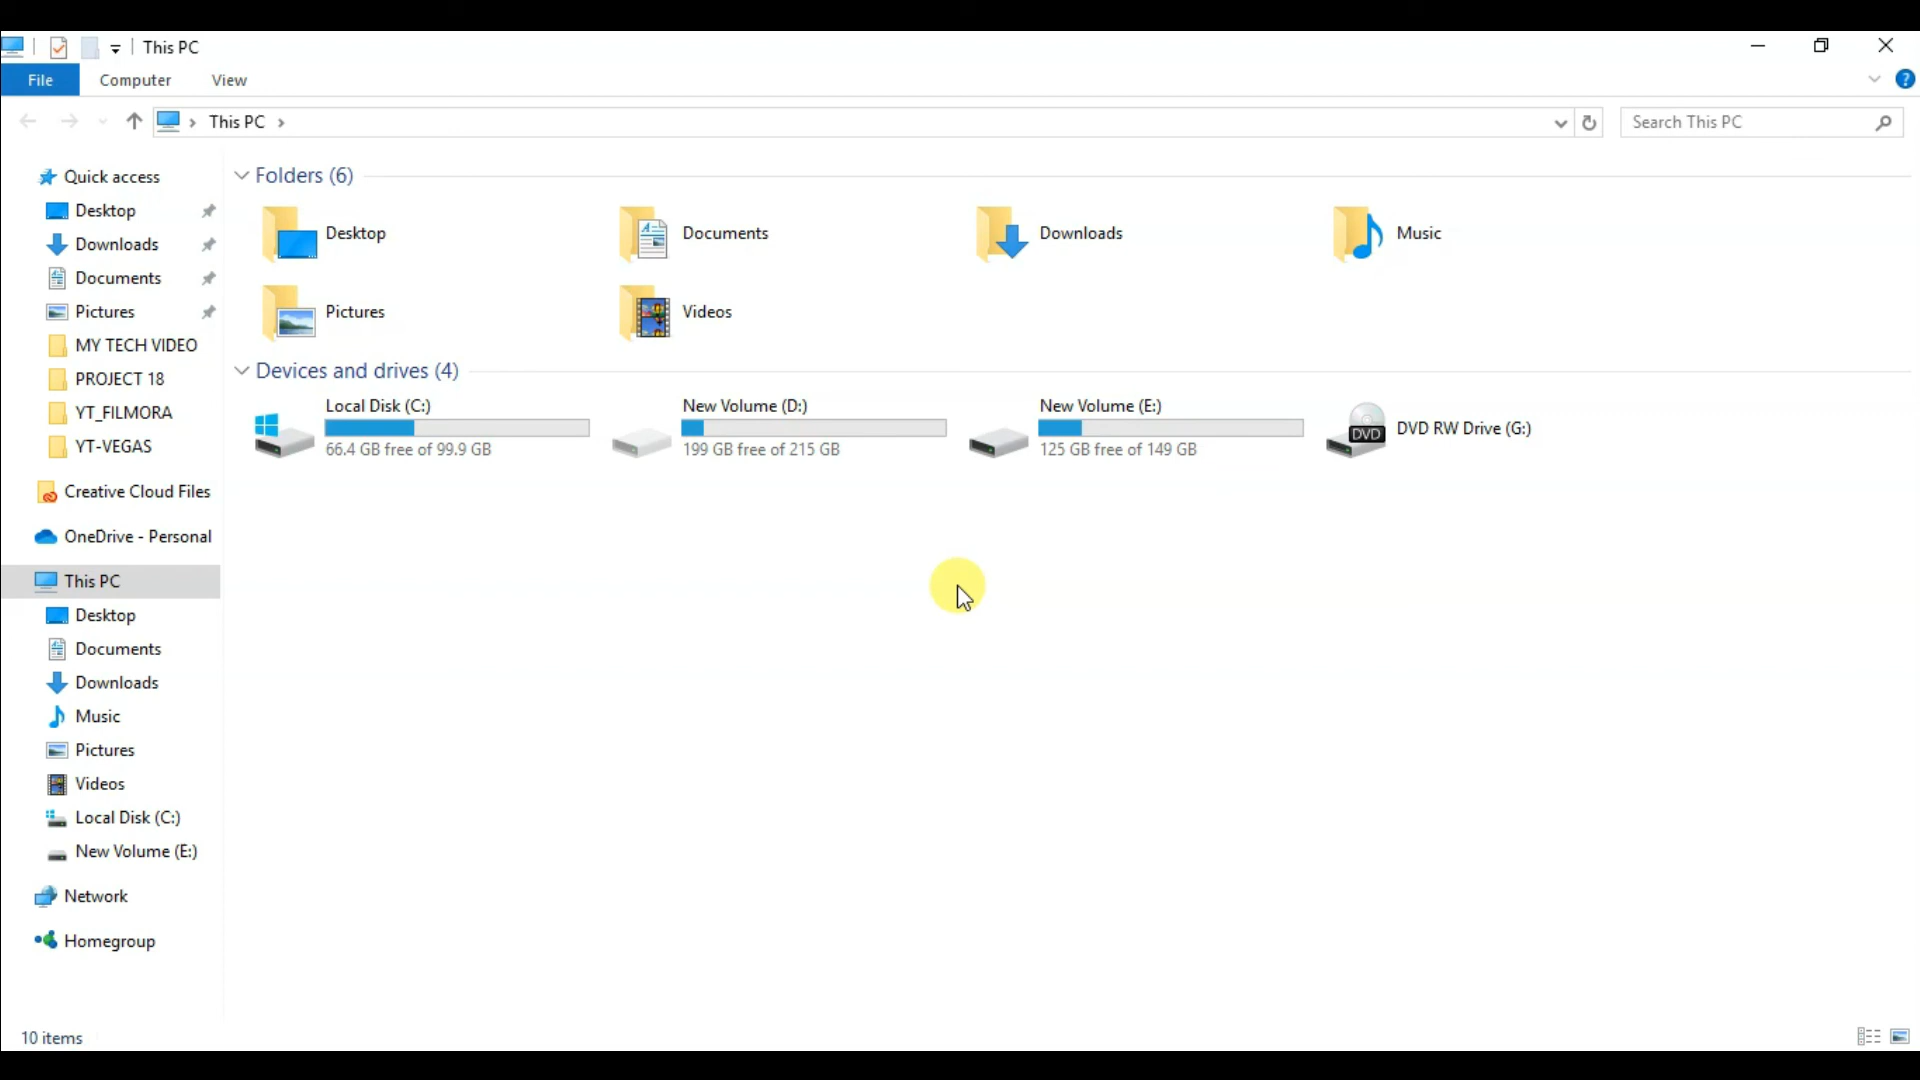 This PC
File Computer View
This PC
Search This PC
Quick access
Desktop
Downloads
Documents
Pictures
MY TECH VIDEO
PROJECT 18
YT_FILMORA
YT-VEGAS
Creative Cloud Files
OneDrive - Personal
This PC
Desktop
Documents
Downloads
Music
Pictures
Videos
Local Disk (C:)
New Volume (E:)
Network
Homegroup
Folders (6)
Desktop
Documents
Downloads
Music
Pictures
Videos
Devices and drives (4)
Local Disk (C:)
66.4 GB free of 99.9 GB
New Volume (D:)
199 GB free of 215 GB
New Volume (E:)
125 GB free of 149 GB
DVD
DVD RW Drive (G:)
10 items